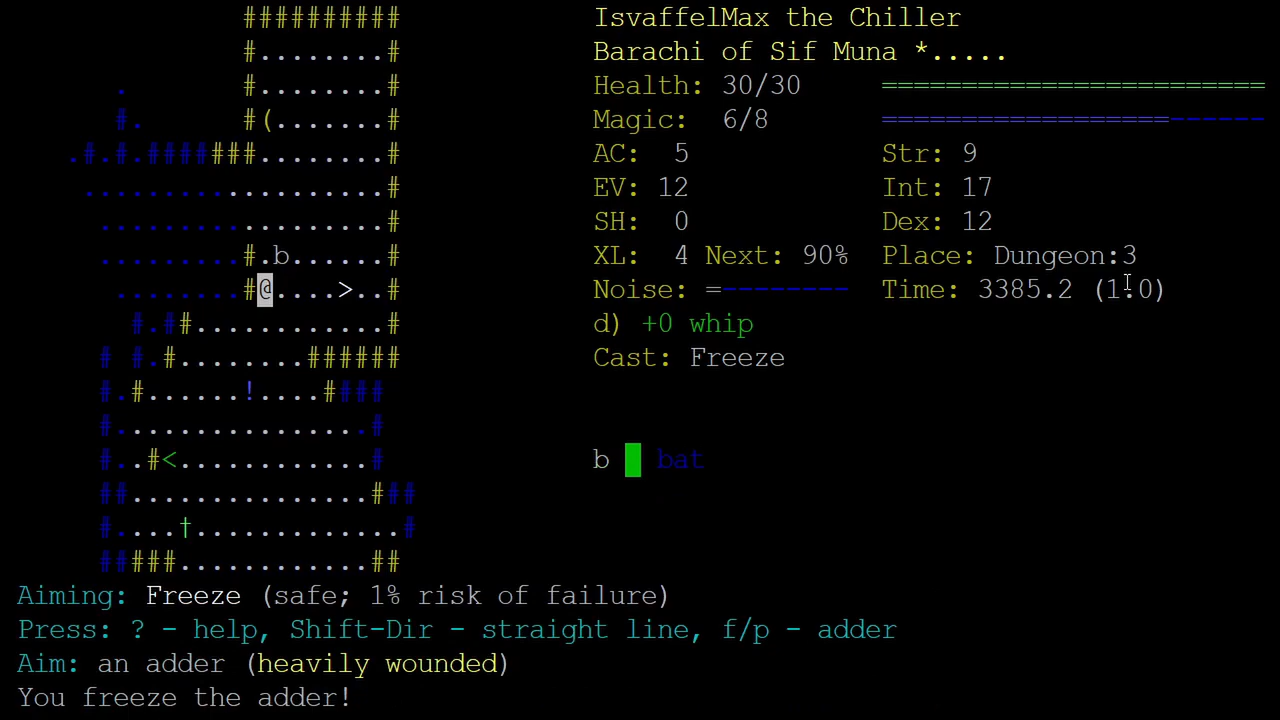 ########## IsvaffelMax the Chiller
#........# Barachi of Sif Muna *.....
. #........# Health: 30/30 ========================
#. #(.......# Magic: 6/8 ==================------
.#.#.#######........# AC: 5 Str: 9
..................# EV: 12 Int: 17
.................# SH: 0 Dex: 12
.........#.b......# XL: 4 Next: 90% Place: Dungeon:3
........#@....>..# Noise: =-------- Time: 3385.2 (1.0)
#.##............# d) +0 whip
# #.#........###### Cast: Freeze
#.#......!....####
#...............#
#..#<............# b bat
##...............###
#....†.............#
#####............##
Aiming: Freeze (safe; 1% risk of failure)
Press: ? - help, Shift-Dir - straight line, f/p - adder
Aim: an adder (heavily wounded)
You freeze the adder!